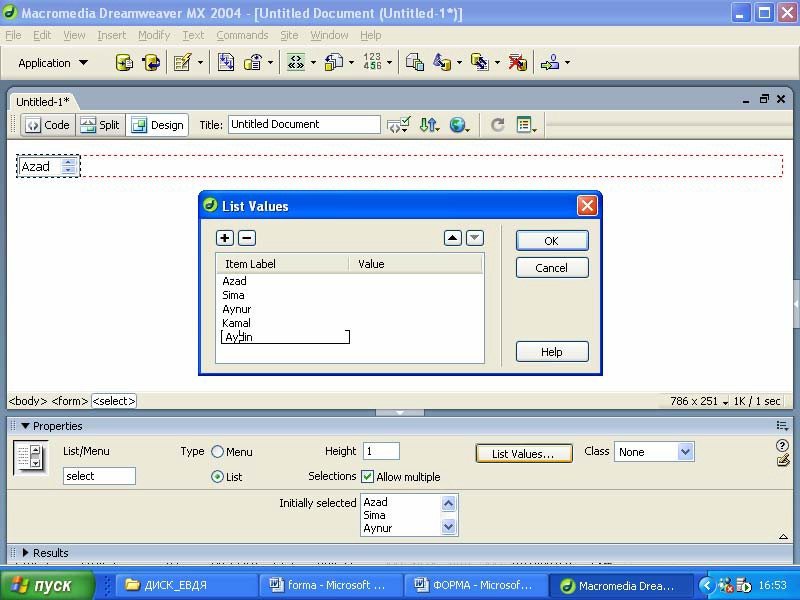 Macromedia Dreamweaver MX 2004 - [Untitled Document (Untitled-1*)]
File Edit View Insert Modify Text Commands Site Window Help
Application
Untitled-1*
Code Split Design Title: Untitled Document
Azad
List Values
Item Label Value
Azad
Sima
Aynur
Kamal
Aydin
OK
Cancel
Help
<body> <form> <select> 786 x 251 1K / 1 sec
Properties
List/Menu Type Menu Height 1 List Values... Class None
select List Selections Allow multiple
Initially selected Azad
Sima
Aynur
Results
пуск ДИСК_ЕВДЯ forma - Microsoft ... ФОРМА - Microsof... Macromedia Drea... 16:53